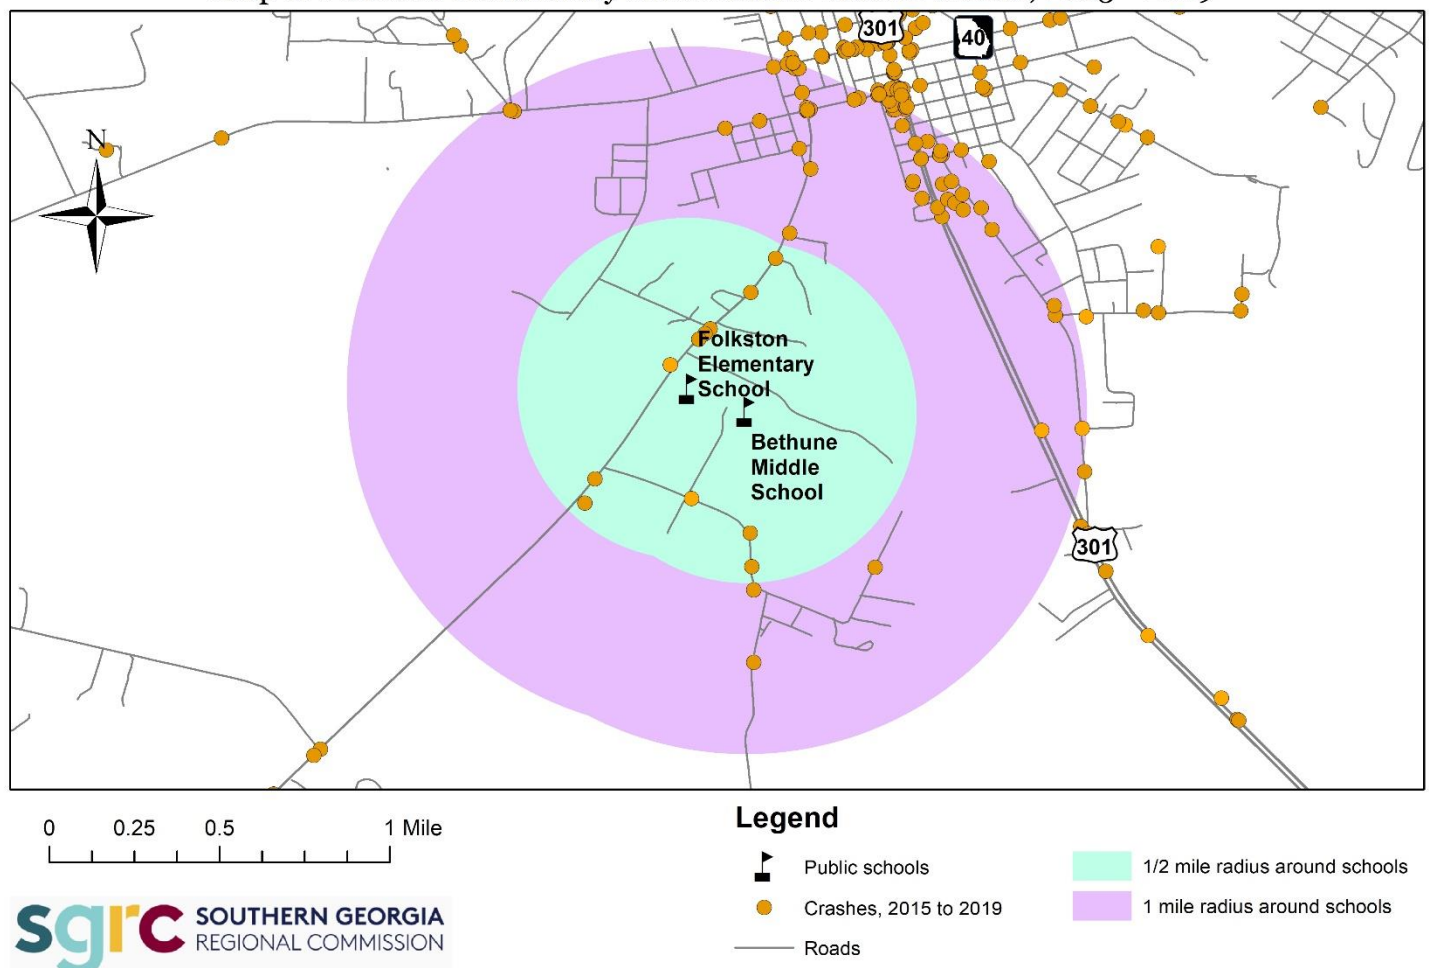 301
40
N
Folkston
Elementary
School
Bethune
Middle
School
301
0 0.25 0.5 1 Mile
Legend
Public schools
Crashes, 2015 to 2019
Roads
1/2 mile radius around schools
1 mile radius around schools
sgrc SOUTHERN GEORGIA
REGIONAL COMMISSION